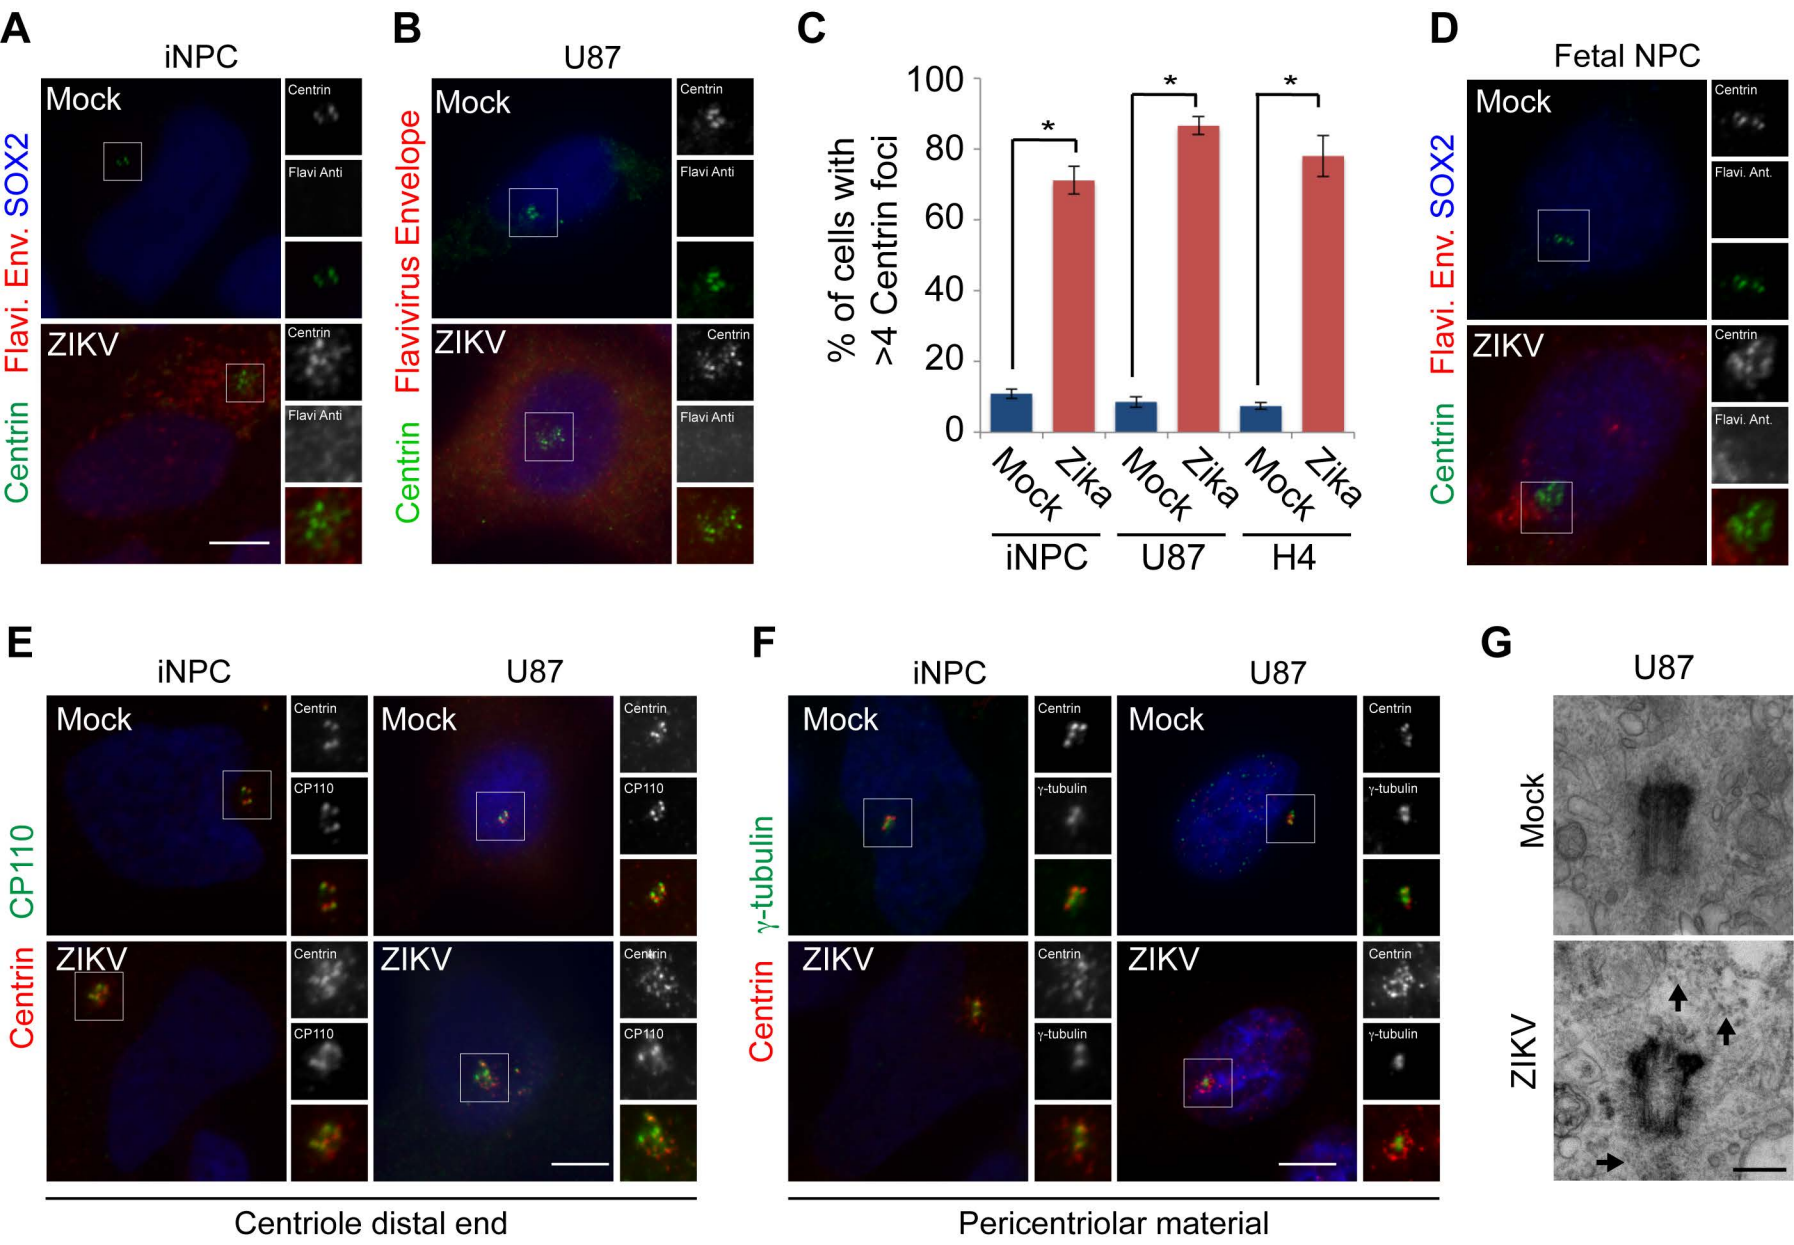 A
iNPC
Centrin Flavi. Env. SOX2
Mock
Centrin
Flavi Anti
ZIKV
Centrin
Flavi Anti
B
U87
Centrin Flavirus Envelope
Mock
Centrin
Flavi Anti
ZIKV
Centrin
Flavi Anti
C
% of cells with
>4 Centrin foci
100
80
60
40
20
0
*
*
*
Mock
Zika
Mock
Zika
Mock
Zika
iNPC
U87
H4
D
Fetal NPC
Centrin Flavi. Env. SOX2
Mock
Centrin
Flavi. Ant.
ZIKV
Centrin
Flavi. Ant.
E
iNPC
U87
Centrin CP110
Mock
Centrin
CP110
Mock
Centrin
CP110
ZIKV
Centrin
CP110
ZIKV
Centrin
CP110
Centriole distal end
F
iNPC
U87
Centrin γ-tubulin
Mock
Centrin
γ-tubulin
Mock
Centrin
γ-tubulin
ZIKV
Centrin
γ-tubulin
ZIKV
Centrin
γ-tubulin
Pericentriolar material
G
U87
Mock
ZIKV